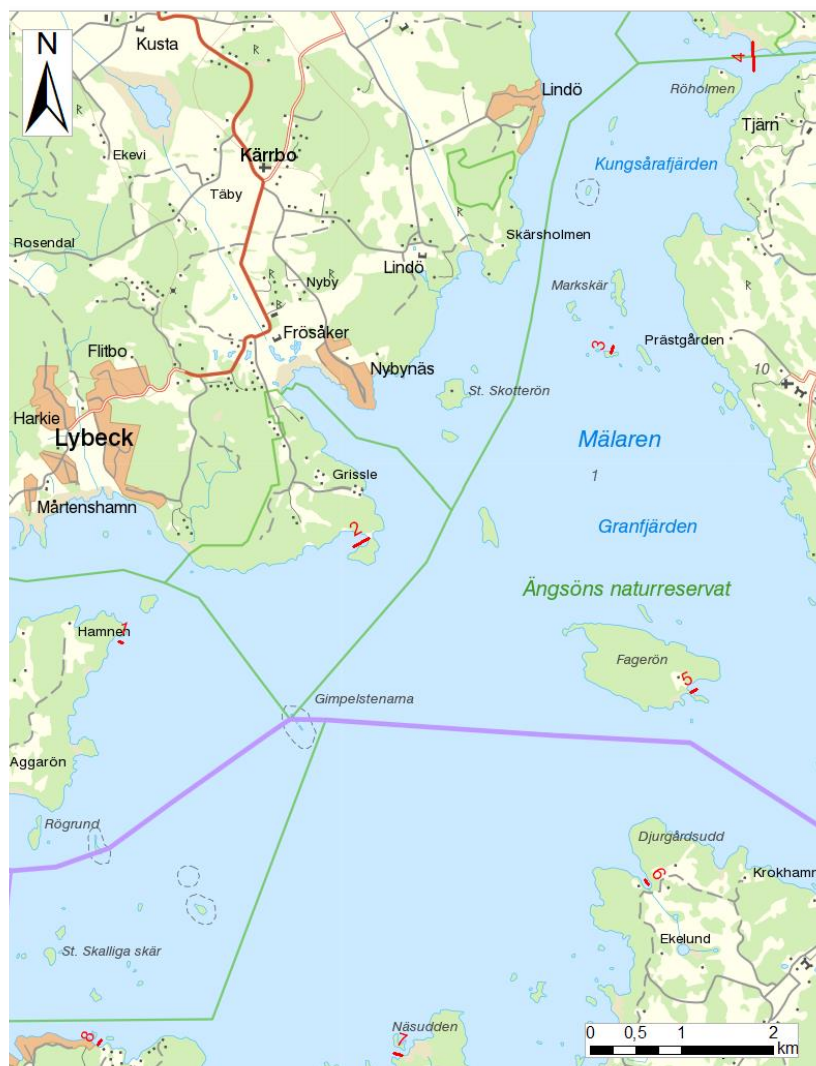 N
Kusta
Lindö
4
Röholmen
Tjärn
Ekevi
Kärrbo
Täby
Kungsårafjärden
Rosendal
Skärsholmen
Lindö
Nyby
Markskär
Frösåker
3
Prästgården
Flitbo
Nybynäs
10
St. Skotterön
Harkie
Lybeck
Mälaren
Grissle
1
Mårtenshamn
2
Granfjärden
Ängsöns naturreservat
Hamnen
1
Fagerön
5
Gimpelstenarna
Aggarön
Rögrund
Djurgårdsudd
6
Krokhamn
St. Skalliga skär
Ekelund
8
Näsudden
7
0 0,5 1 2
km